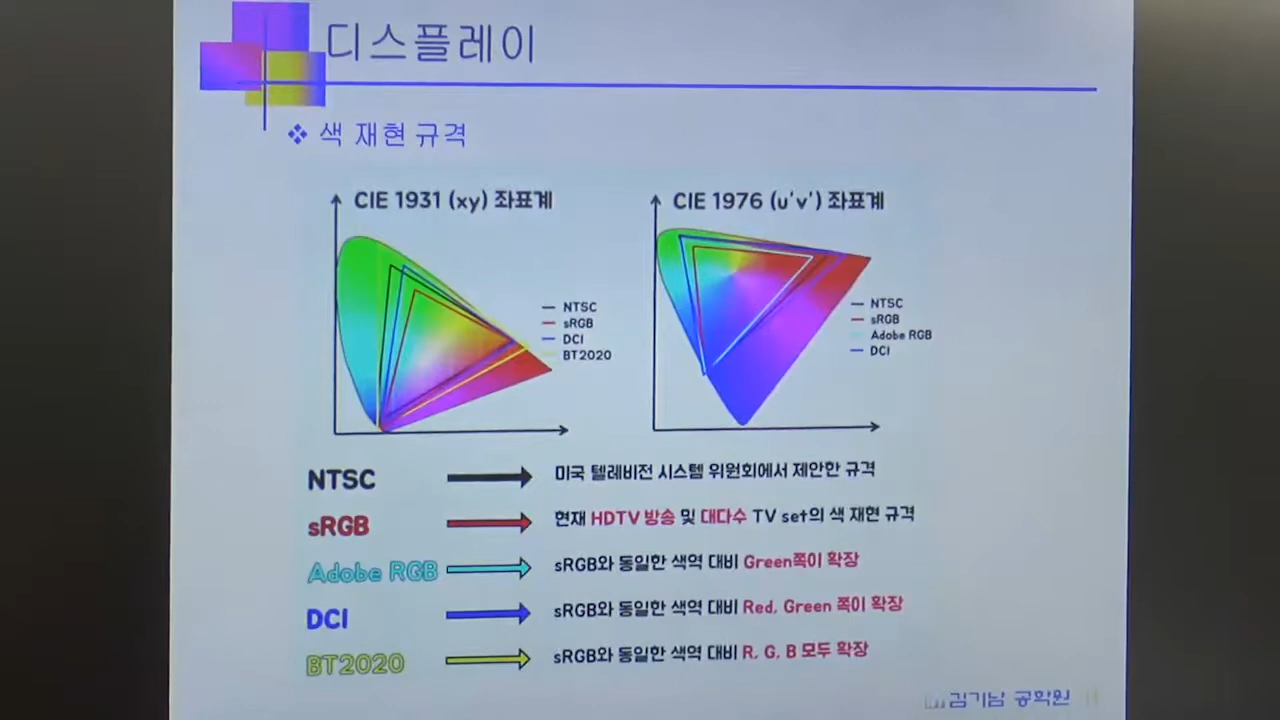 디스플레이
❖ 색 재현 규격
CIE 1931 (xy) 좌표계
NTSC
sRGB
DCI
BT2020
CIE 1976 (u'v') 좌표계
NTSC
sRGB
Adobe RGB
DCI
NTSC 미국 텔레비전 시스템 위원회에서 제안한 규격
sRGB 현재 HDTV 방송 및 대다수 TV set의 색 재현 규격
Adobe RGB sRGB와 동일한 색역 대비 Green쪽이 확장
DCI sRGB와 동일한 색역 대비 Red, Green 쪽이 확장
BT2020 sRGB와 동일한 색역 대비 R, G, B 모두 확장
김기남 공학원